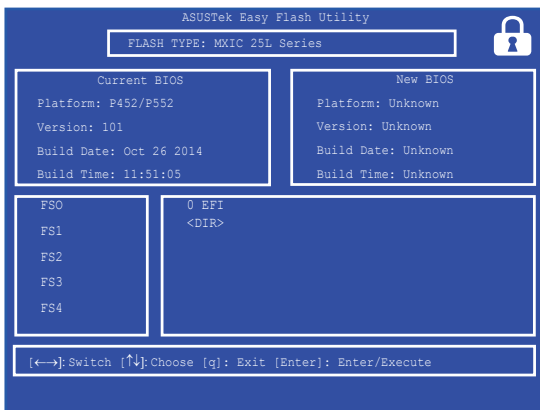 ASUSTek Easy Flash Utility
FLASH TYPE: MXIC 25L Series
Current BIOS
Platform: P452/P552
Version: 101
Build Date: Oct 26 2014
Build Time: 11:51:05
New BIOS
Platform: Unknown
Version: Unknown
Build Date: Unknown
Build Time: Unknown
FSO
FS1
FS2
FS3
FS4
0 EFI
<DIR>
[←→]: Switch [↑↓]: Choose [q]: Exit [Enter]: Enter/Execute